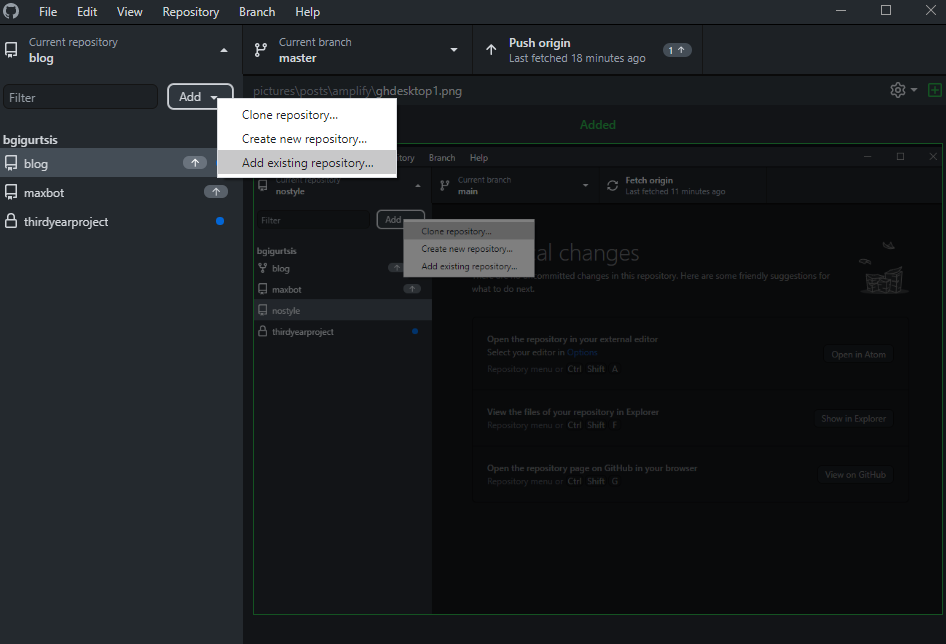 File Edit View Repository Branch Help
Current repository
blog
Current branch
master
Push origin
Last fetched 18 minutes ago
1
Filter
Add
pictures\posts\amplify\ghdesktop1.png
Clone repository...
Create new repository...
Add existing repository...
Added
bgigurtsis
blog
maxbot
thirdyearproject
Branch Help
nostyle
Current branch
main
Fetch origin
Last fetched 11 minutes ago
Filter
Add
Clone repository...
Create new repository...
Add existing repository...
bgigurtsis
blog
maxbot
nostyle
thirdyearproject
al changes
committed changes in this repository. Here are some friendly suggestions for
what to do next.
Open the repository in your external editor
Select your editor in Options
Repository menu or Ctrl Shift A
Open in Atom
View the files of your repository in Explorer
Repository menu or Ctrl Shift F
Show in Explorer
Open the repository page on GitHub in your browser
Repository menu or Ctrl Shift G
View on GitHub